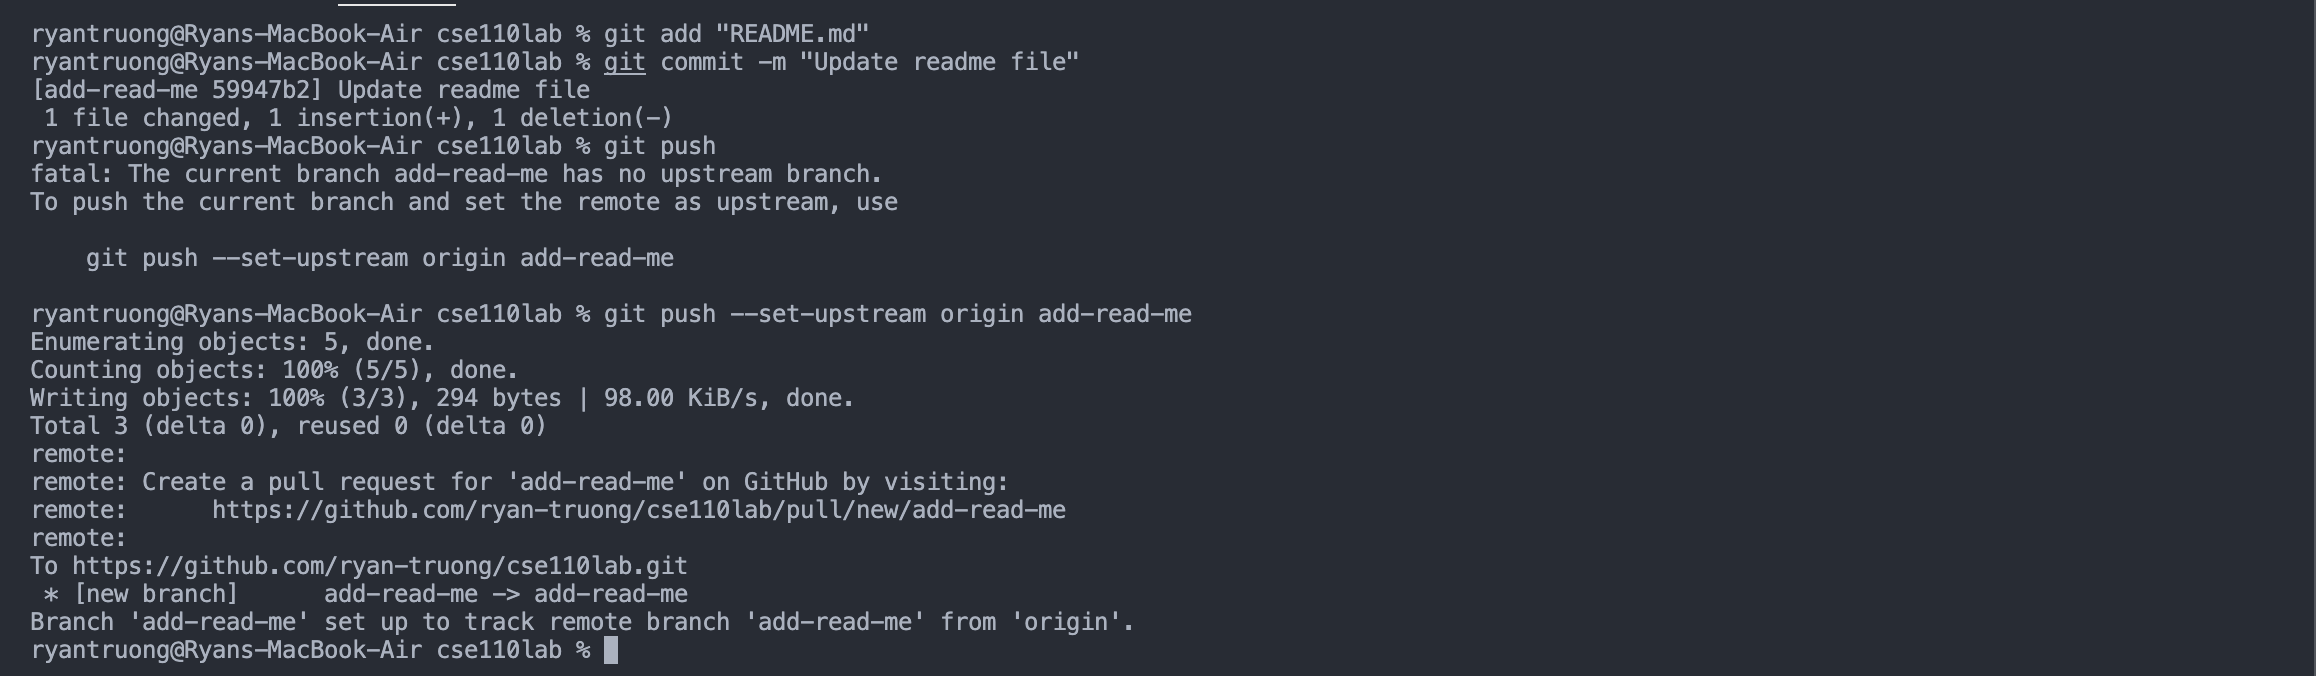 ryantruong@Ryans-MacBook-Air cse110lab % git add "README.md"
ryantruong@Ryans-MacBook-Air cse110lab % git commit -m "Update readme file"
[add-read-me 59947b2] Update readme file
 1 file changed, 1 insertion(+), 1 deletion(-)
ryantruong@Ryans-MacBook-Air cse110lab % git push
fatal: The current branch add-read-me has no upstream branch.
To push the current branch and set the remote as upstream, use

    git push --set-upstream origin add-read-me

ryantruong@Ryans-MacBook-Air cse110lab % git push --set-upstream origin add-read-me
Enumerating objects: 5, done.
Counting objects: 100% (5/5), done.
Writing objects: 100% (3/3), 294 bytes | 98.00 KiB/s, done.
Total 3 (delta 0), reused 0 (delta 0)
remote:
remote: Create a pull request for 'add-read-me' on GitHub by visiting:
remote:      https://github.com/ryan-truong/cse110lab/pull/new/add-read-me
remote:
To https://github.com/ryan-truong/cse110lab.git
 * [new branch]      add-read-me -> add-read-me
Branch 'add-read-me' set up to track remote branch 'add-read-me' from 'origin'.
ryantruong@Ryans-MacBook-Air cse110lab %